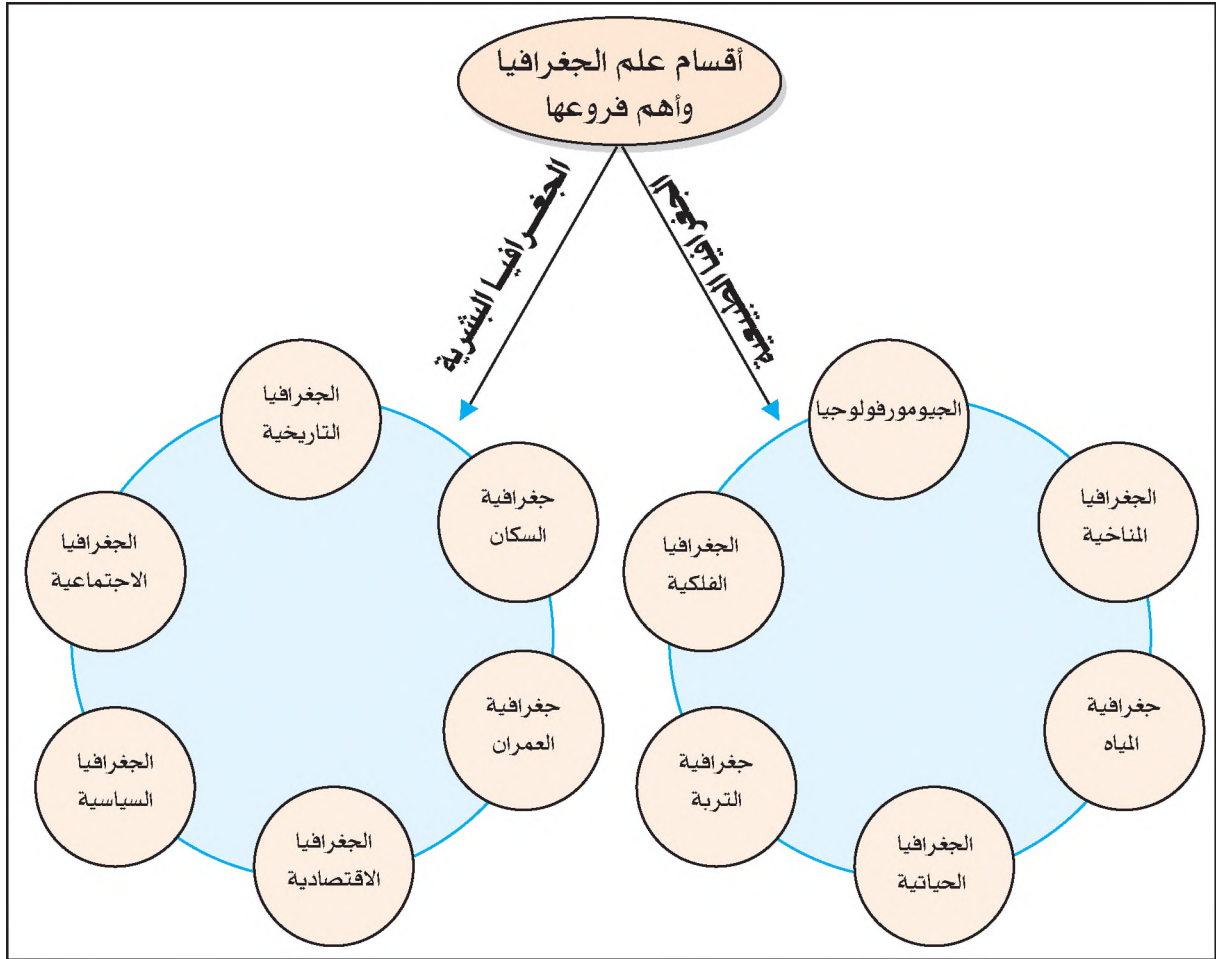 أقسام علم الجغرافيا
وأهم فروعها
الجغرافيا الطبيعية
الجغرافيا البشرية
الجيومورفولوجيا
الجغرافيا
المناخية
جغرافية
المياه
الجغرافيا
الحياتية
جغرافية
التربة
الجغرافيا
الفلكية
الجغرافيا
التاريخية
جغرافية
السكان
جغرافية
العمران
الجغرافيا
الاقتصادية
الجغرافيا
السياسية
الجغرافيا
الاجتماعية